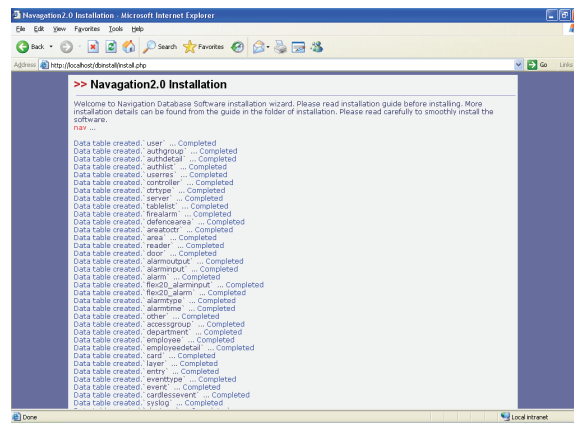 Navagation2.0 Installation - Microsoft Internet Explorer
File Edit View Favorites Tools Help
Back Search Favorites
Address http://localhost/dbinstall/install.php Go Links
>> Navagation2.0 Installation
Welcome to Navigation Database Software installation wizard. Please read installation guide before installing. More
installation details can be found from the guide in the folder of installation. Please read carefully to smoothly install the
software.
nav ...
Data table created.`user` ... Completed
Data table created.`authgroup` ... Completed
Data table created.`authdetail` ... Completed
Data table created.`authlist` ... Completed
Data table created.`userres` ... Completed
Data table created.`controller` ... Completed
Data table created.`ctrtype` ... Completed
Data table created.`server` ... Completed
Data table created.`tablelist` ... Completed
Data table created.`firealarm` ... Completed
Data table created.`defencearea` ... Completed
Data table created.`areatoctr` ... Completed
Data table created.`area` ... Completed
Data table created.`reader` ... Completed
Data table created.`door` ... Completed
Data table created.`alarmoutput` ... Completed
Data table created.`alarminput` ... Completed
Data table created.`alarm` ... Completed
Data table created.`flex20_alarminput` ... Completed
Data table created.`flex20_alarm` ... Completed
Data table created.`alarmtype` ... Completed
Data table created.`alarmtime` ... Completed
Data table created.`other` ... Completed
Data table created.`accessgroup` ... Completed
Data table created.`department` ... Completed
Data table created.`employee` ... Completed
Data table created.`employeedetail` ... Completed
Data table created.`card` ... Completed
Data table created.`layer` ... Completed
Data table created.`entry` ... Completed
Data table created.`eventtype` ... Completed
Data table created.`event` ... Completed
Data table created.`cardlessevent` ... Completed
Data table created.`syslog` ... Completed
Done Local intranet